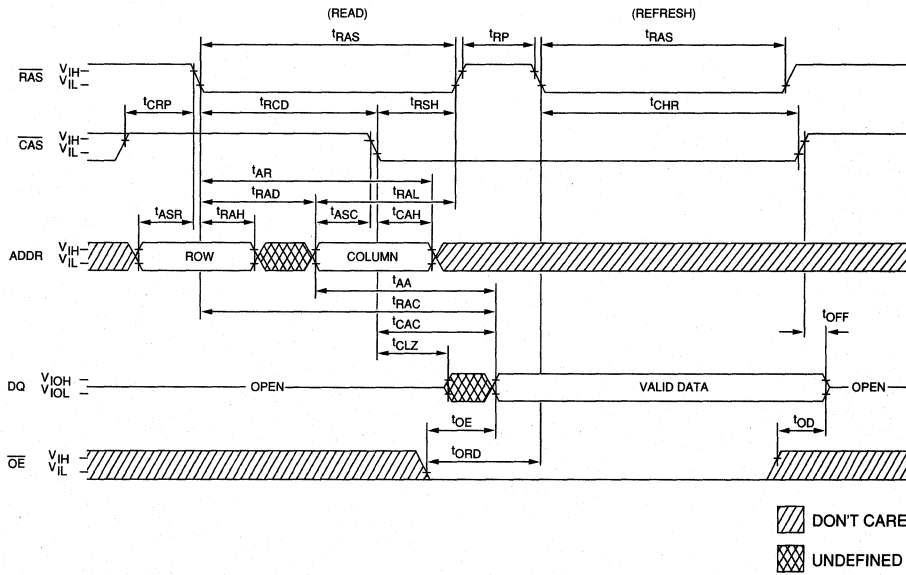 (READ) (REFRESH)
tRAS tRP tRAS
RAS VIH VIL
tCRP tRCD tRSH tCHR
CAS VIH VIL
tAR
tRAD tRAL
tASR tRAH tASC tCAH
ADDR VIH VIL ROW COLUMN
tAA
tRAC
tCAC tOFF
tCLZ
DQ VIOH VIOL OPEN VALID DATA OPEN
tOE tOD
tORD
OE VIH VIL
DON'T CARE
UNDEFINED